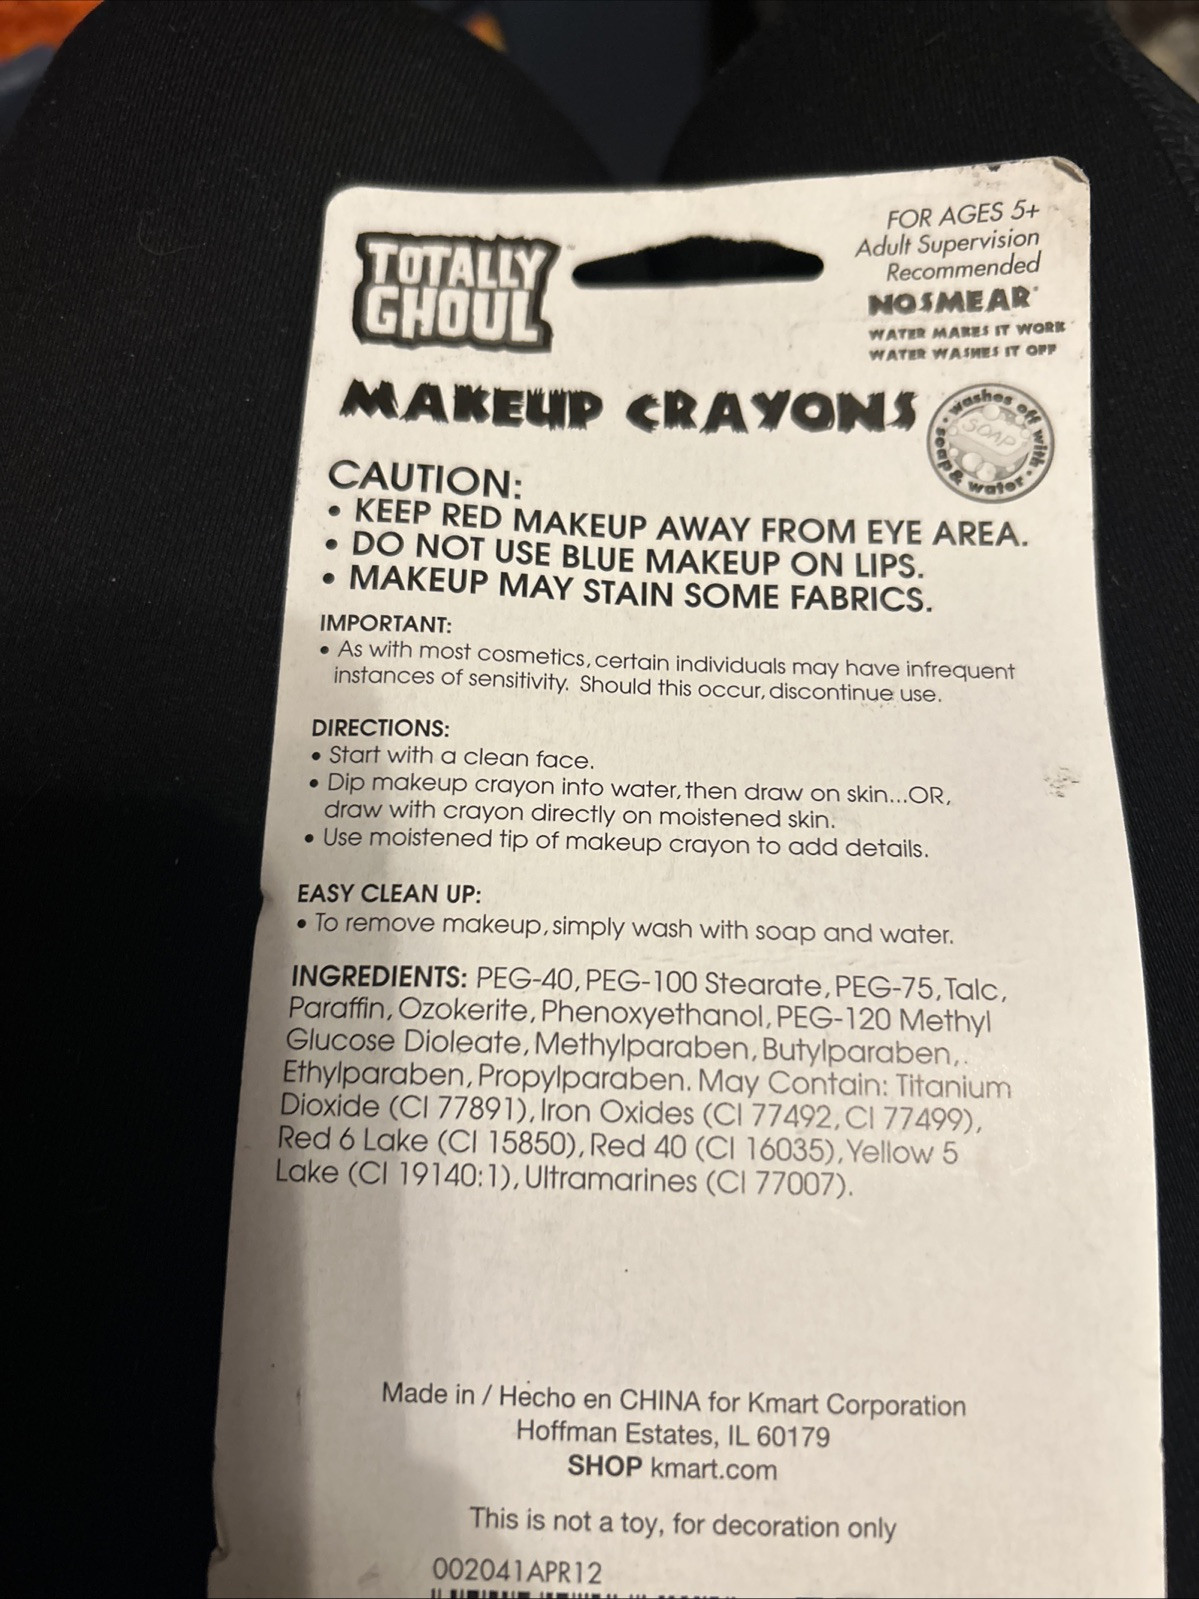 TOTALLY
GHOUL
FOR AGES 5+
Adult Supervision
Recommended
NOSMEAR
WATER MAKES IT WORK
WATER WASHES IT OFF
MAKEUP CRAYONS
washes off with
soap & water
SOAP
CAUTION:
• KEEP RED MAKEUP AWAY FROM EYE AREA.
• DO NOT USE BLUE MAKEUP ON LIPS.
• MAKEUP MAY STAIN SOME FABRICS.
IMPORTANT:
• As with most cosmetics, certain individuals may have infrequent
instances of sensitivity. Should this occur, discontinue use.
DIRECTIONS:
• Start with a clean face.
• Dip makeup crayon into water, then draw on skin...OR,
draw with crayon directly on moistened skin.
• Use moistened tip of makeup crayon to add details.
EASY CLEAN UP:
• To remove makeup, simply wash with soap and water.
INGREDIENTS: PEG-40, PEG-100 Stearate, PEG-75, Talc,
Paraffin, Ozokerite, Phenoxyethanol, PEG-120 Methyl
Glucose Dioleate, Methylparaben, Butylparaben,.
Ethylparaben, Propylparaben. May Contain: Titanium
Dioxide (CI 77891), Iron Oxides (CI 77492, CI 77499),
Red 6 Lake (CI 15850), Red 40 (CI 16035), Yellow 5
Lake (CI 19140:1), Ultramarines (CI 77007).
Made in / Hecho en CHINA for Kmart Corporation
Hoffman Estates, IL 60179
SHOP kmart.com
This is not a toy, for decoration only
002041APR12